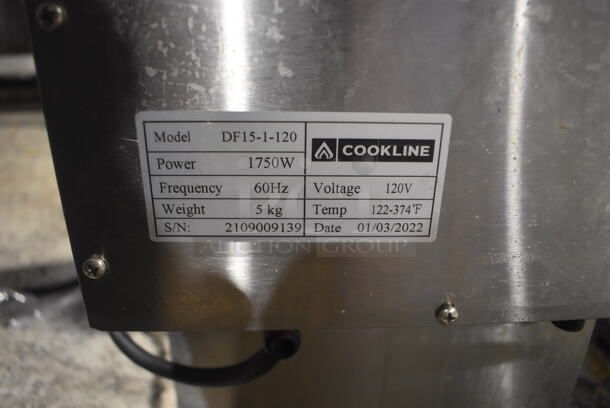 Model DF15-1-120
COOKLINE
Power 1750W
Frequency 60Hz Voltage 120V
Weight 5 kg Temp 122-374°F
S/N: 2109009139 Date 01/03/2022
AUCTION GROUP